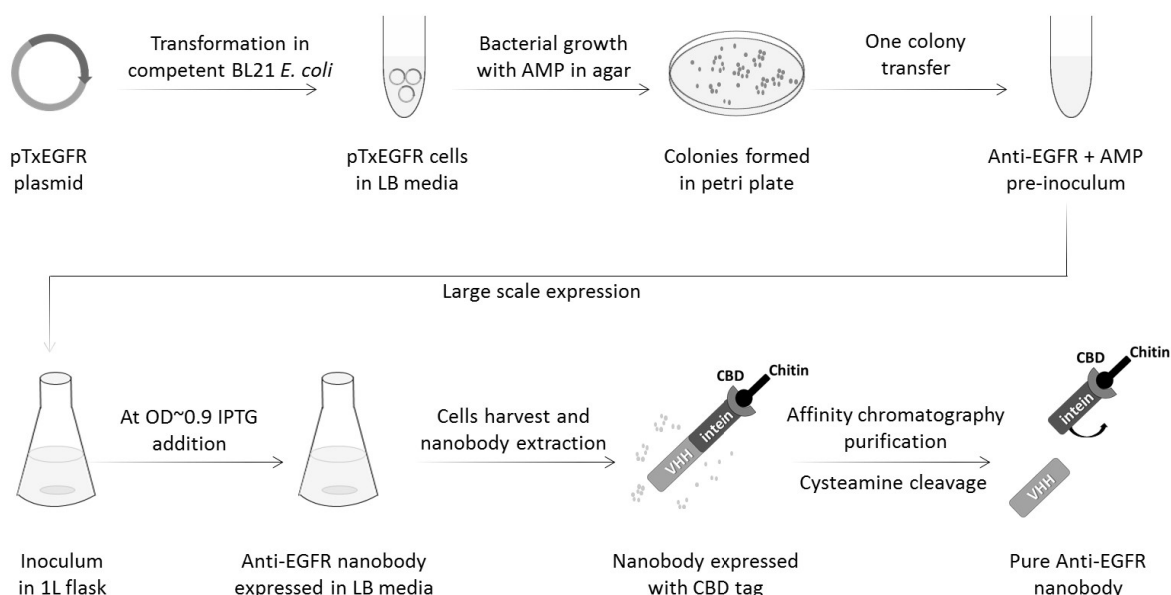 Transformation in
competent BL21 E. coli
Bacterial growth
with AMP in agar
One colony
transfer
pTxEGFR
plasmid
pTxEGFR cells
in LB media
Colonies formed
in petri plate
Anti-EGFR + AMP
pre-inoculum
Large scale expression
At OD~0.9 IPTG
addition
Cells harvest and
nanobody extraction
CBD
Chitin
intein
VHH
Affinity chromatography
purification
Cysteamine cleavage
CBD
Chitin
intein
VHH
Inoculum
in 1L flask
Anti-EGFR nanobody
expressed in LB media
Nanobody expressed
with CBD tag
Pure Anti-EGFR
nanobody